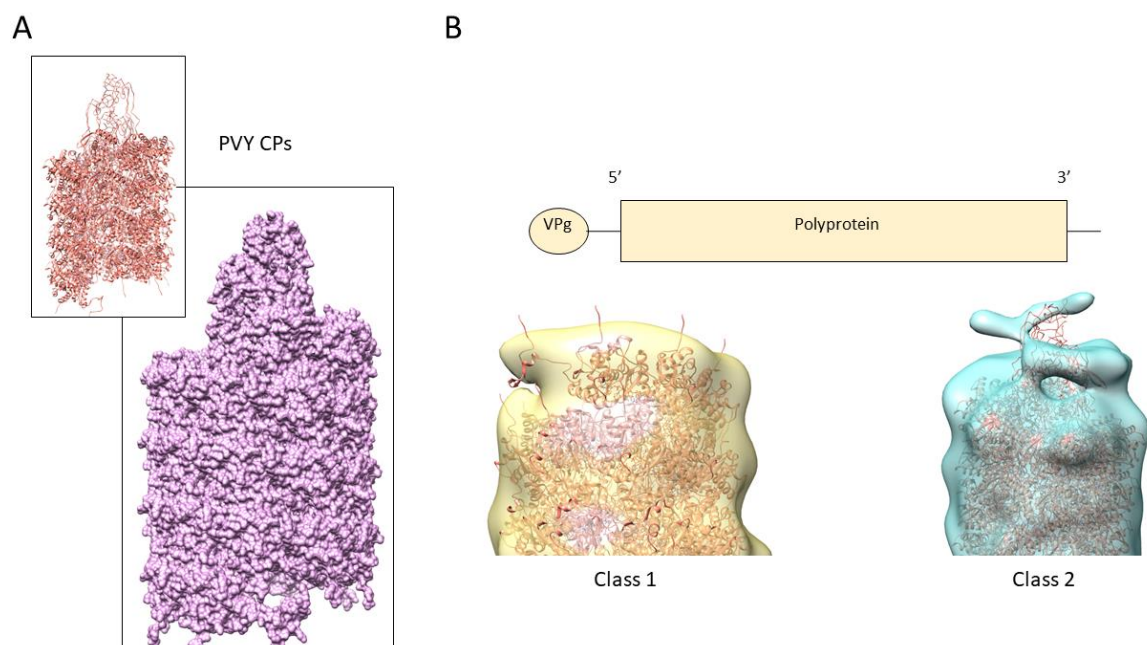 A
B
PVY CPs
5’
3’
VPg
Polyprotein
Class 1
Class 2